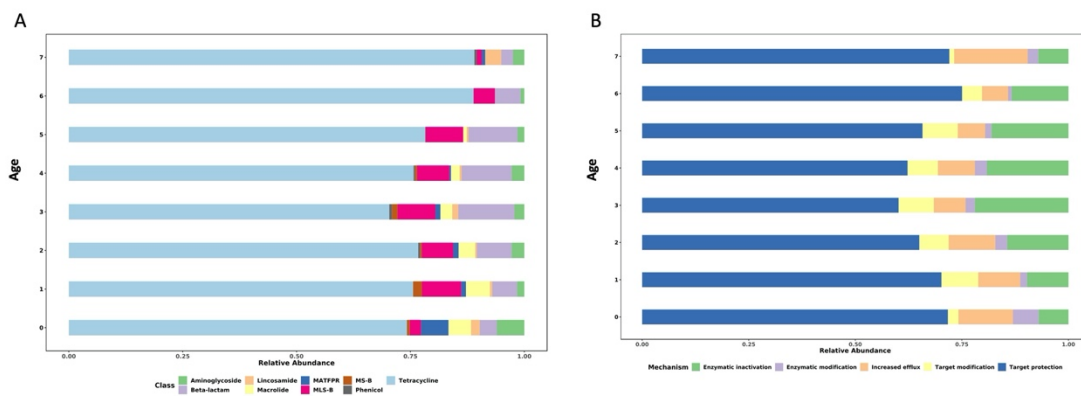 A
B
7
6
5
4
3
2
1
0
Age
0.00
0.25
0.50
0.75
1.00
Relative Abundance
Class
Aminoglycoside
Lincosamide
MATFPR
MS-B
Tetracycline
Beta-lactam
Macrolide
MLS-B
Phenicol
7
6
5
4
3
2
1
0
Age
0.00
0.25
0.50
0.75
1.00
Relative Abundance
Mechanism
Enzymatic inactivation
Enzymatic modification
Increased efflux
Target modification
Target protection